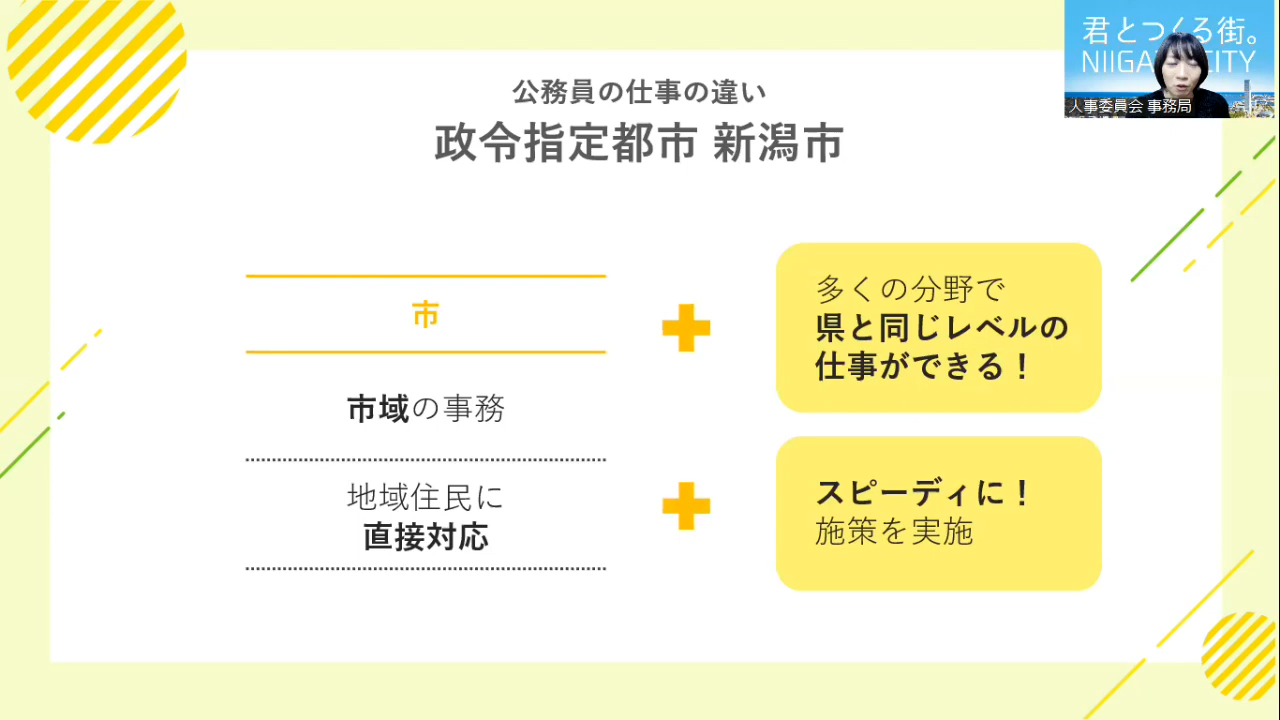 公務員の仕事の違い
政令指定都市 新潟市
君とつくる街。
人事委員会 事務局
市
市域の事務
地域住民に
直接対応
多くの分野で
県と同じレベルの
仕事ができる！
スピーディに！
施策を実施